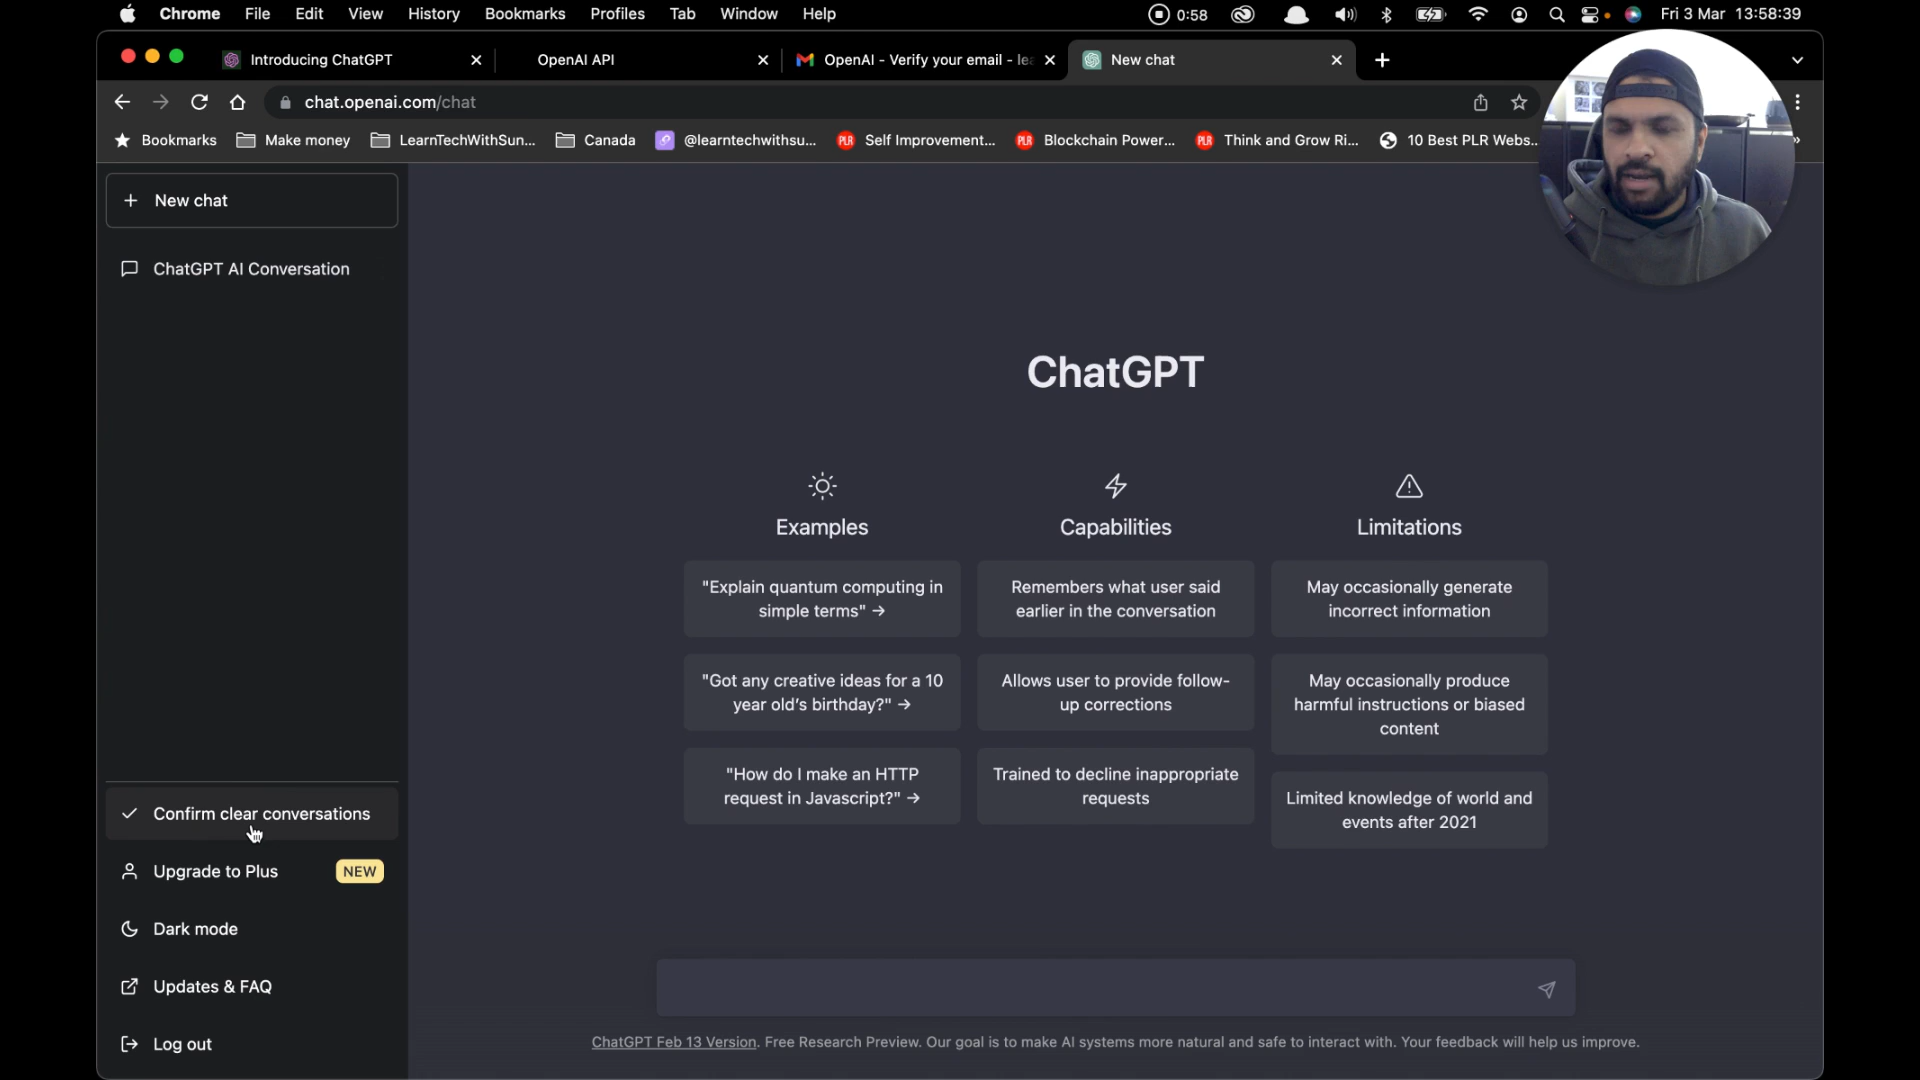 Chrome File Edit View History Bookmarks Profiles Tab Window Help 0:58 Fri 3 Mar 13:58:39
Introducing ChatGPT OpenAI API OpenAI - Verify your email - lea New chat
chat.openai.com/chat
Bookmarks Make money LearnTechWithSun... Canada @learntechwithsu... PLR Self Improvement... PLR Blockchain Power... PLR Think and Grow Ri... 10 Best PLR Webs...
+ New chat
ChatGPT AI Conversation
ChatGPT
Examples Capabilities Limitations
"Explain quantum computing in
simple terms" →
Remembers what user said
earlier in the conversation
May occasionally generate
incorrect information
"Got any creative ideas for a 10
year old's birthday?" →
Allows user to provide follow-
up corrections
May occasionally produce
harmful instructions or biased
content
"How do I make an HTTP
request in Javascript?" →
Trained to decline inappropriate
requests
Limited knowledge of world and
events after 2021
Confirm clear conversations
Upgrade to Plus NEW
Dark mode
Updates & FAQ
Log out
ChatGPT Feb 13 Version. Free Research Preview. Our goal is to make AI systems more natural and safe to interact with. Your feedback will help us improve.